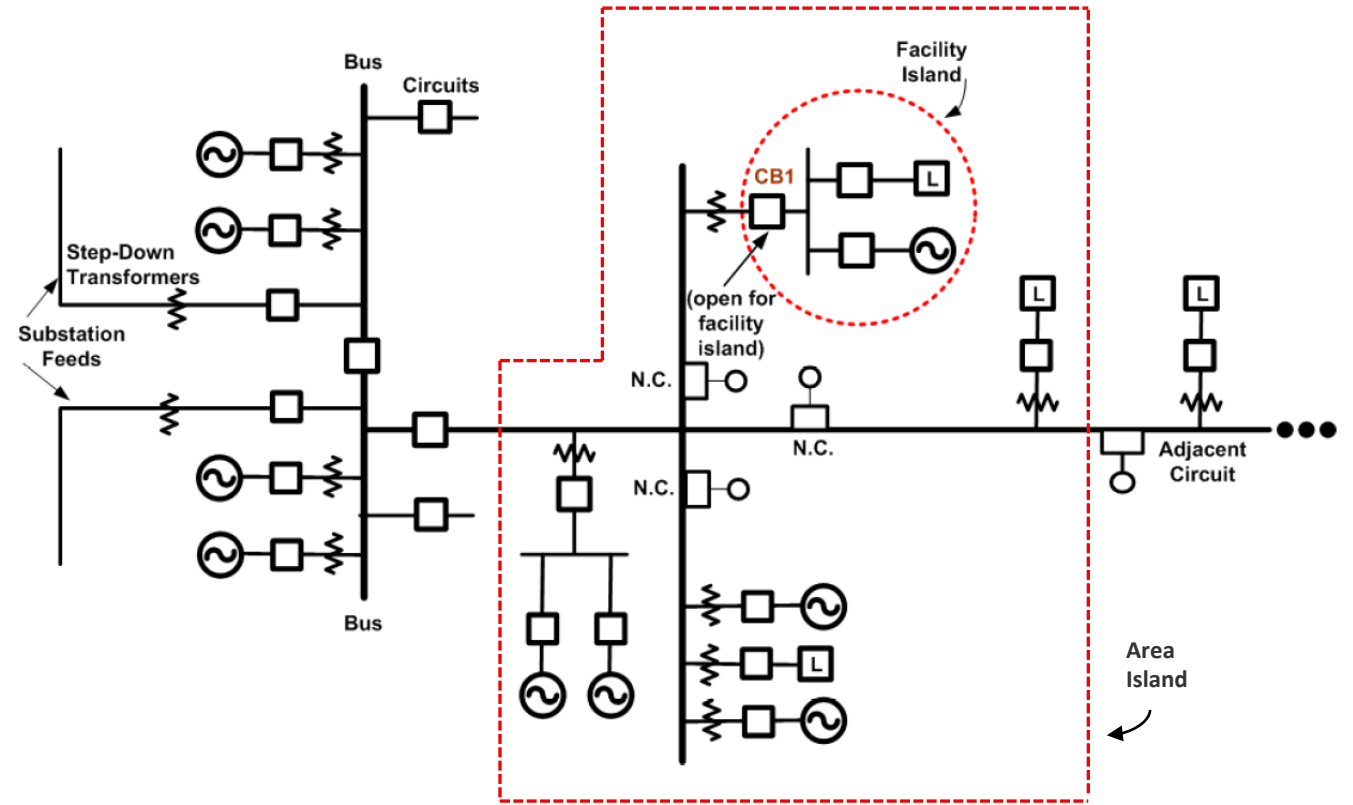 Bus
Circuits
Facility
Island
CB1
L
Step-Down
Transformers
Substation
Feeds
(open for
facility
island)
L
L
N.C.
N.C.
N.C.
Adjacent
Circuit
Bus
L
Area
Island